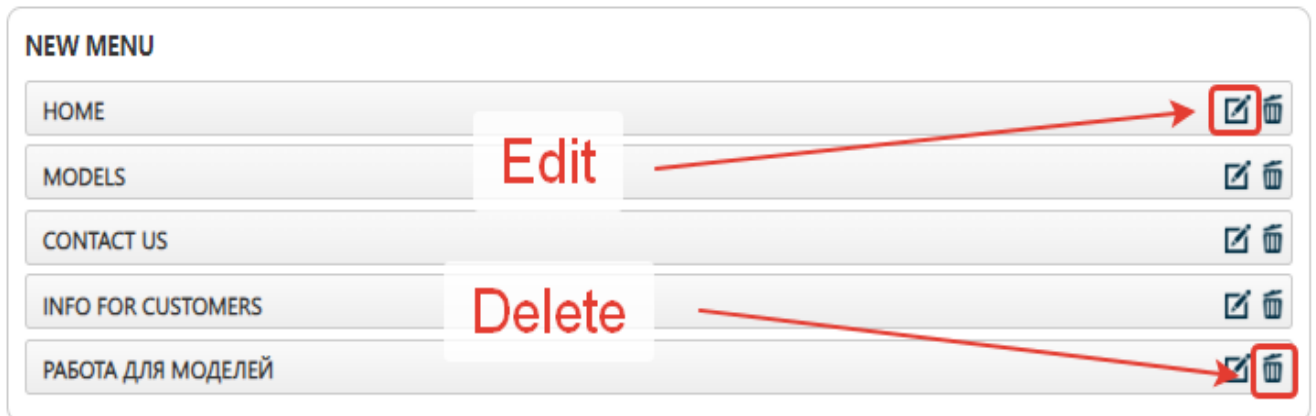 NEW MENU
HOME
Edit
MODELS
CONTACT US
INFO FOR CUSTOMERS
Delete
РАБОТА ДЛЯ МОДЕЛЕЙ